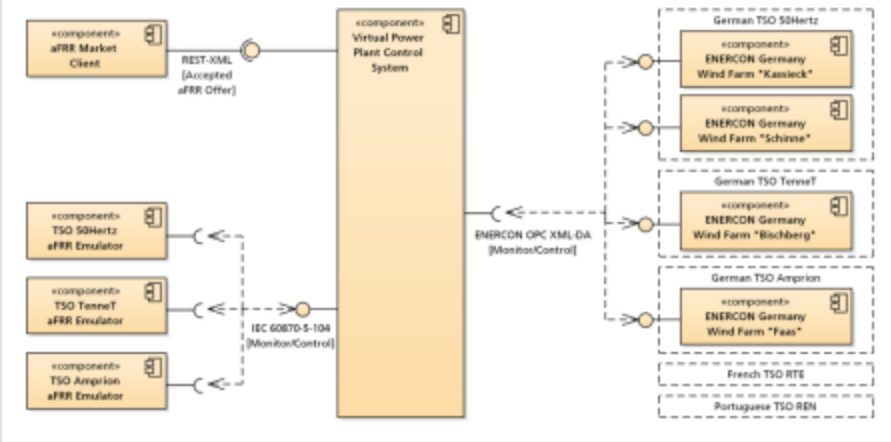 «component»
aFRR Market
Client
REST-XML
[Accepted
aFRR Offer]
«component»
Virtual Power
Plant Control
System
«component»
TSO 50Hertz
aFRR Emulator
«component»
TSO TenneT
aFRR Emulator
«component»
TSO Amprion
aFRR Emulator
IEC 60870-5-104
[Monitor/Control]
ENERCON OPC XML-DA
[Monitor/Control]
German TSO 50Hertz
«component»
ENERCON Germany
Wind Farm "Kassieck"
«component»
ENERCON Germany
Wind Farm "Schinne"
German TSO TenneT
«component»
ENERCON Germany
Wind Farm "Bischberg"
German TSO Amprion
«component»
ENERCON Germany
Wind Farm "Faas"
French TSO RTE
Portuguese TSO REN